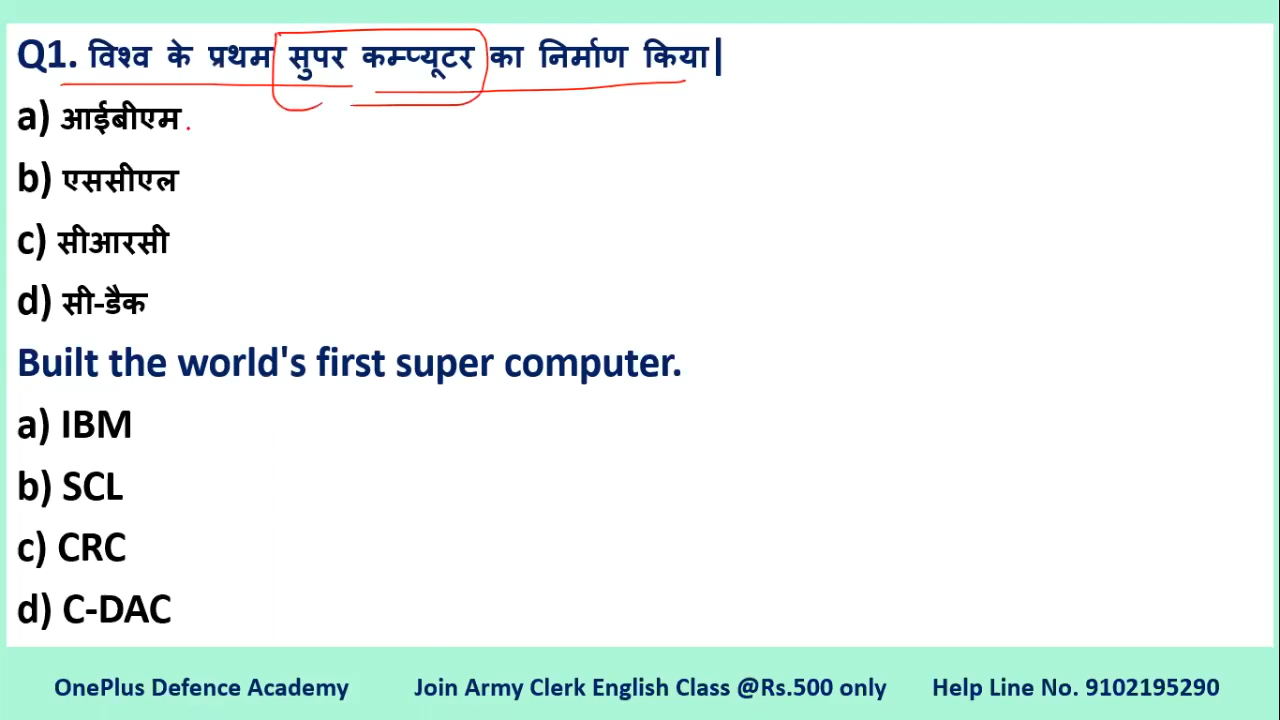 Q1. विश्व के प्रथम सुपर कम्प्यूटर का निर्माण किया|
a) आईबीएम
b) एससीएल
c) सीआरसी
d) सी-डैक
Built the world's first super computer.
a) IBM
b) SCL
c) CRC
d) C-DAC
OnePlus Defence Academy Join Army Clerk English Class @Rs.500 only Help Line No. 9102195290